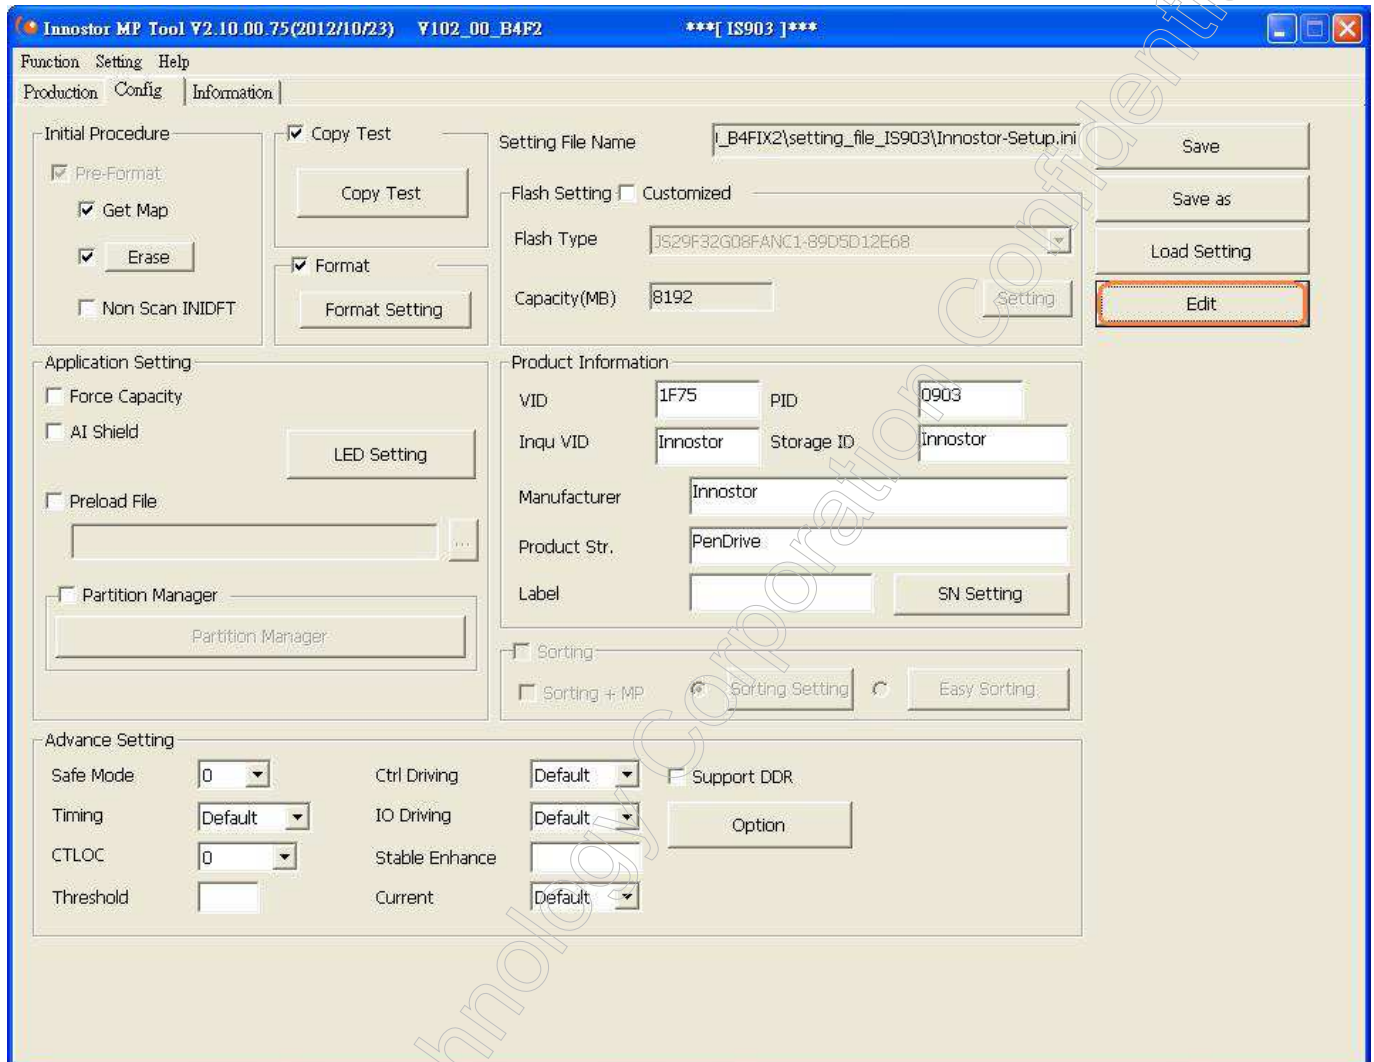 Innostor MP Tool V2.10.00.75(2012/10/23) V102_00_B4F2 ***[ IS903 ]***
Function Setting Help
Production Config Information
Initial Procedure
Pre-Format
Get Map
Erase
Non Scan INIDFT
Copy Test
Copy Test
Format
Format Setting
Setting File Name _B4FIX2\setting_file_IS903\Innostor-Setup.ini
Flash Setting Customized
Flash Type JS29F32G08FANC1-89D5D12E68
Capacity(MB) 8192 Setting
Save
Save as
Load Setting
Edit
Application Setting
Force Capacity
AI Shield
LED Setting
Preload File
...
Partition Manager
Partition Manager
Product Information
VID 1F75 PID 0903
Inqu VID Innostor Storage ID Innostor
Manufacturer Innostor
Product Str. PenDrive
Label SN Setting
Sorting
Sorting + MP Sorting Setting Easy Sorting
Advance Setting
Safe Mode 0 Ctrl Driving Default Support DDR
Timing Default IO Driving Default Option
CTLOC 0 Stable Enhance
Threshold Current Default
hnology Corporation Confidenti